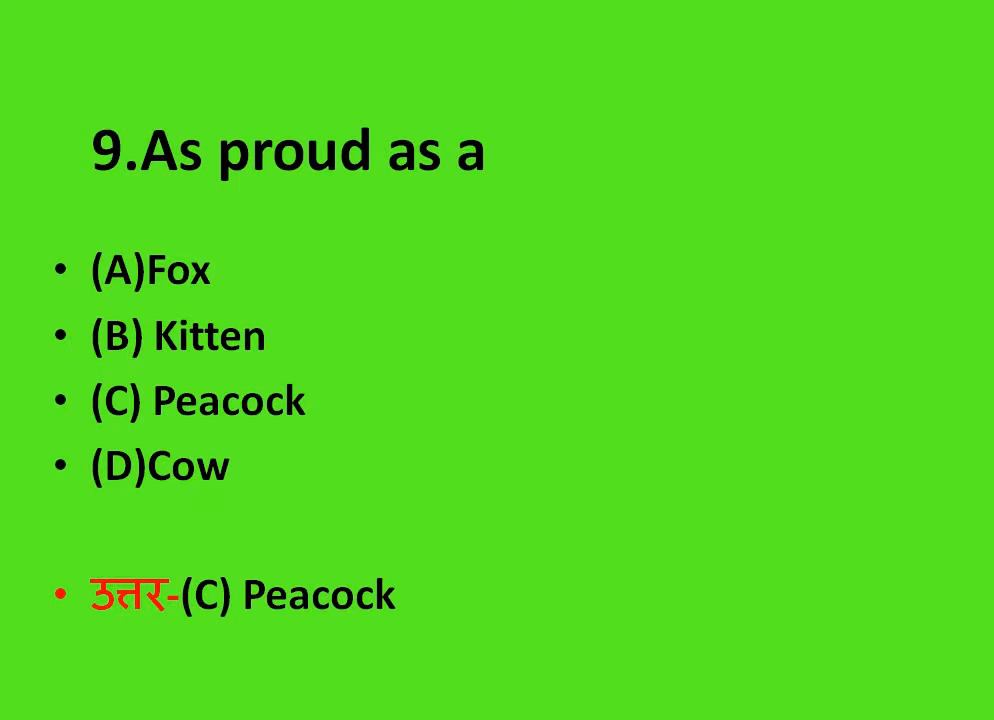 9.As proud as a
• (A)Fox
• (B) Kitten
• (C) Peacock
• (D)Cow
• उत्तर-(C) Peacock